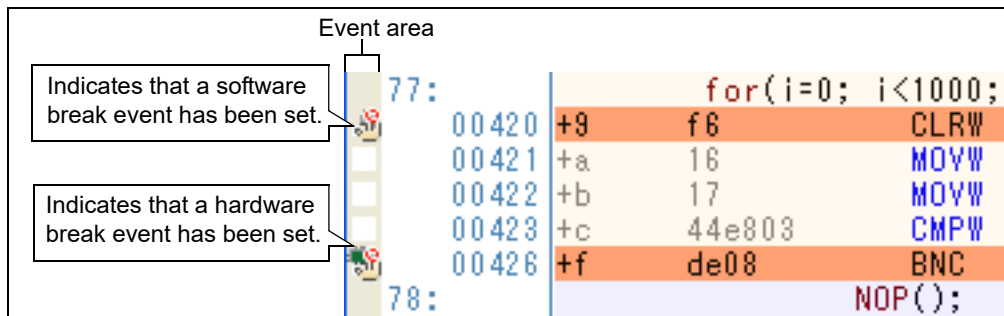 Event area
Indicates that a software
break event has been set.
77: for(i=0; i<1000;
00420 +9 f6 CLRW
00421 +a 16 MOVW
00422 +b 17 MOVW
Indicates that a hardware
break event has been set.
00423 +c 44e803 CMPW
00426 +f de08 BNC
78: NOP();